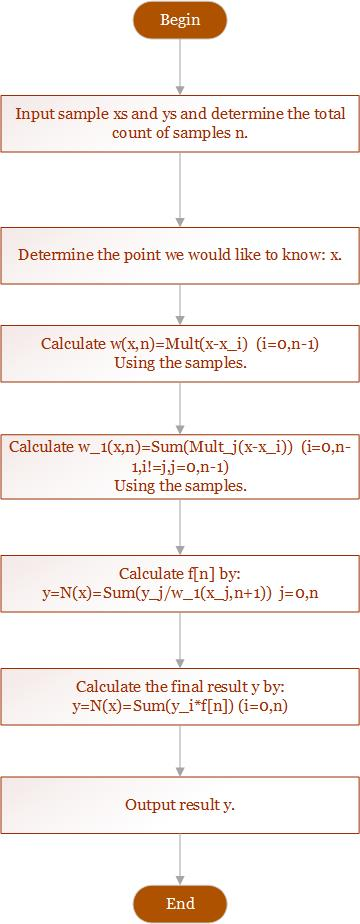 Begin
Input sample xs and ys and determine the total
count of samples n.
Determine the point we would like to know: x.
Calculate w(x,n)=Mult(x-x_i)  (i=0,n-1)
Using the samples.
Calculate w_1(x,n)=Sum(Mult_j(x-x_i))  (i=0,n-
1,i!=j,j=0,n-1)
Using the samples.
Calculate f[n] by:
y=N(x)=Sum(y_j/w_1(x_j,n+1))  j=0,n
Calculate the final result y by:
y=N(x)=Sum(y_i*f[n]) (i=0,n)
Output result y.
End